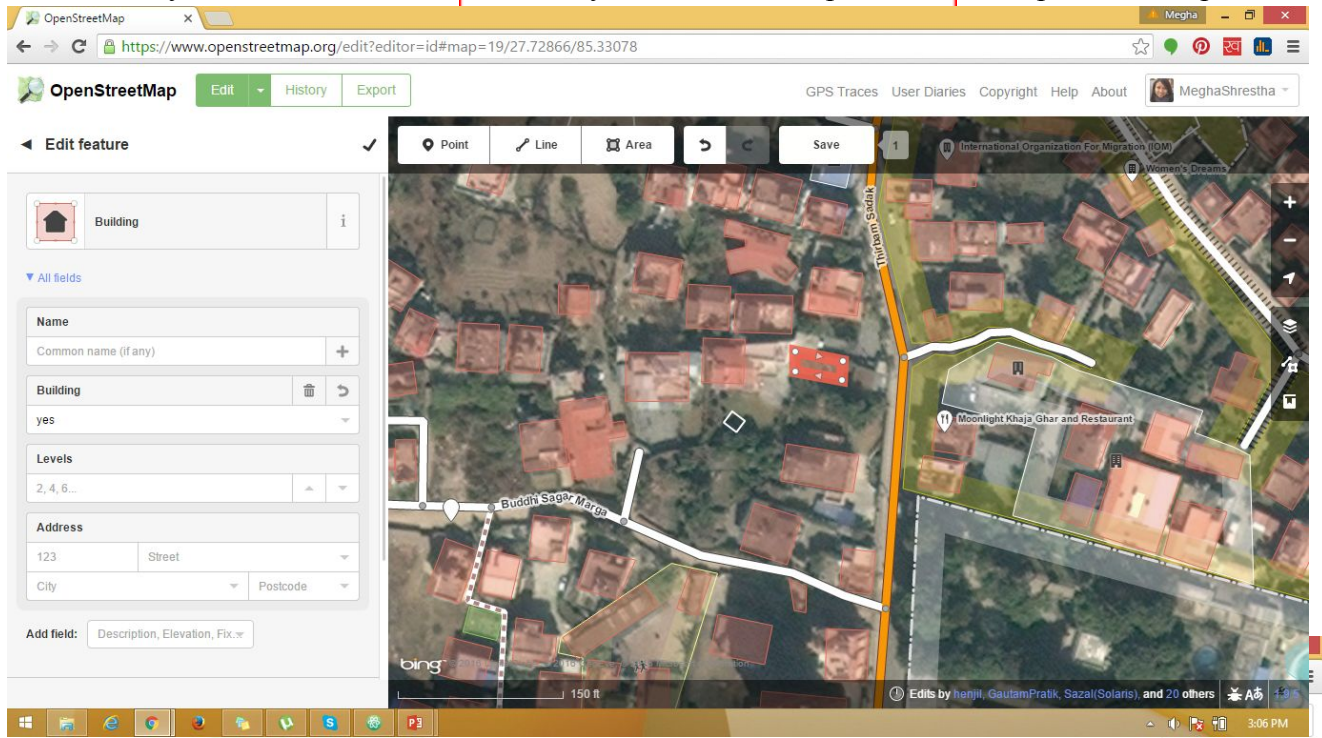 OpenStreetMap
Megha
https://www.openstreetmap.org/edit?editor=id#map=19/27.72866/85.33078
OpenStreetMap
Edit
History
Export
GPS Traces
User Diaries
Copyright
Help
About
MeghaShrestha
Edit feature
Point
Line
Area
Save
1
International Organization For Migration (IOM)
Women's Dreams
Building
i
All fields
Name
Common name (if any)
Building
yes
Levels
2, 4, 6...
Address
123
Street
City
Postcode
Add field:
Description, Elevation, Fix...
Thirbam Sadak
Moonlight Khaja Ghar and Restaurant
Buddhi Sagar Marga
bing
150 ft
Edits by henjil, GautamPratik, Sazal(Solaris), and 20 others
1.9.5
3:06 PM